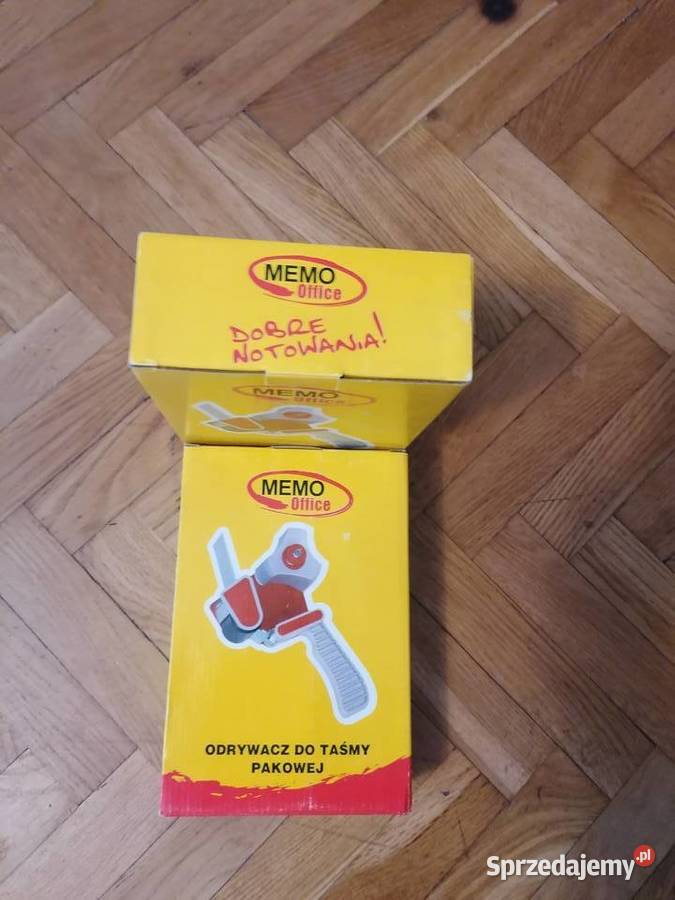 MEMO
Office
DOBRE
NOTOWANIA!
MEMO
Office
MEMO
Office
ODRYWACZ DO TAŚMY
PAKOWEJ
Sprzedajemy.pl